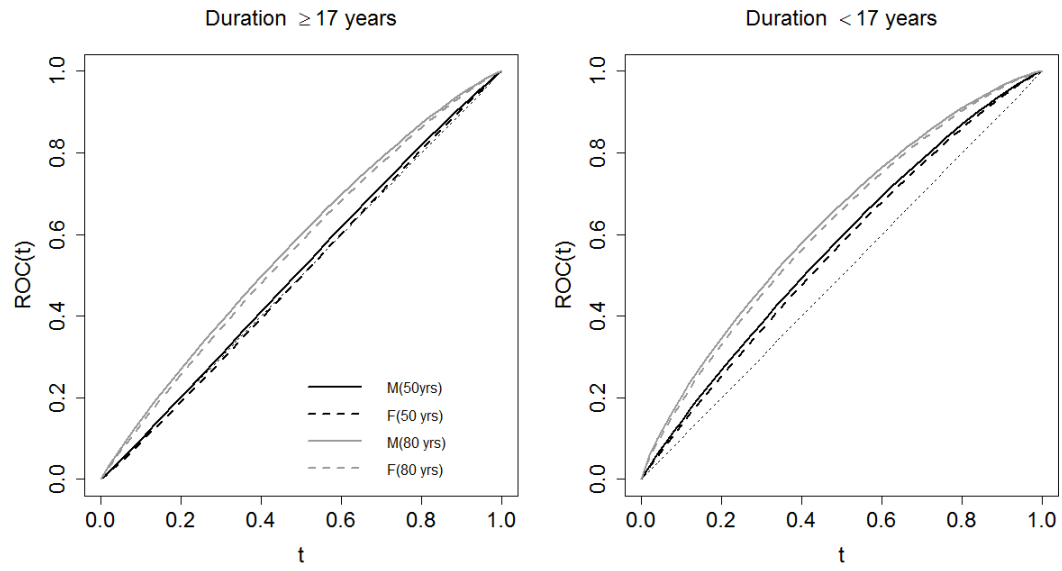 Duration ≥ 17 years
ROC(t)
1.0
0.8
0.6
0.4
0.2
0.0
M(50yrs)
F(50 yrs)
M(80 yrs)
F(80 yrs)
0.0 0.2 0.4 0.6 0.8 1.0
t
Duration < 17 years
ROC(t)
1.0
0.8
0.6
0.4
0.2
0.0
0.0 0.2 0.4 0.6 0.8 1.0
t